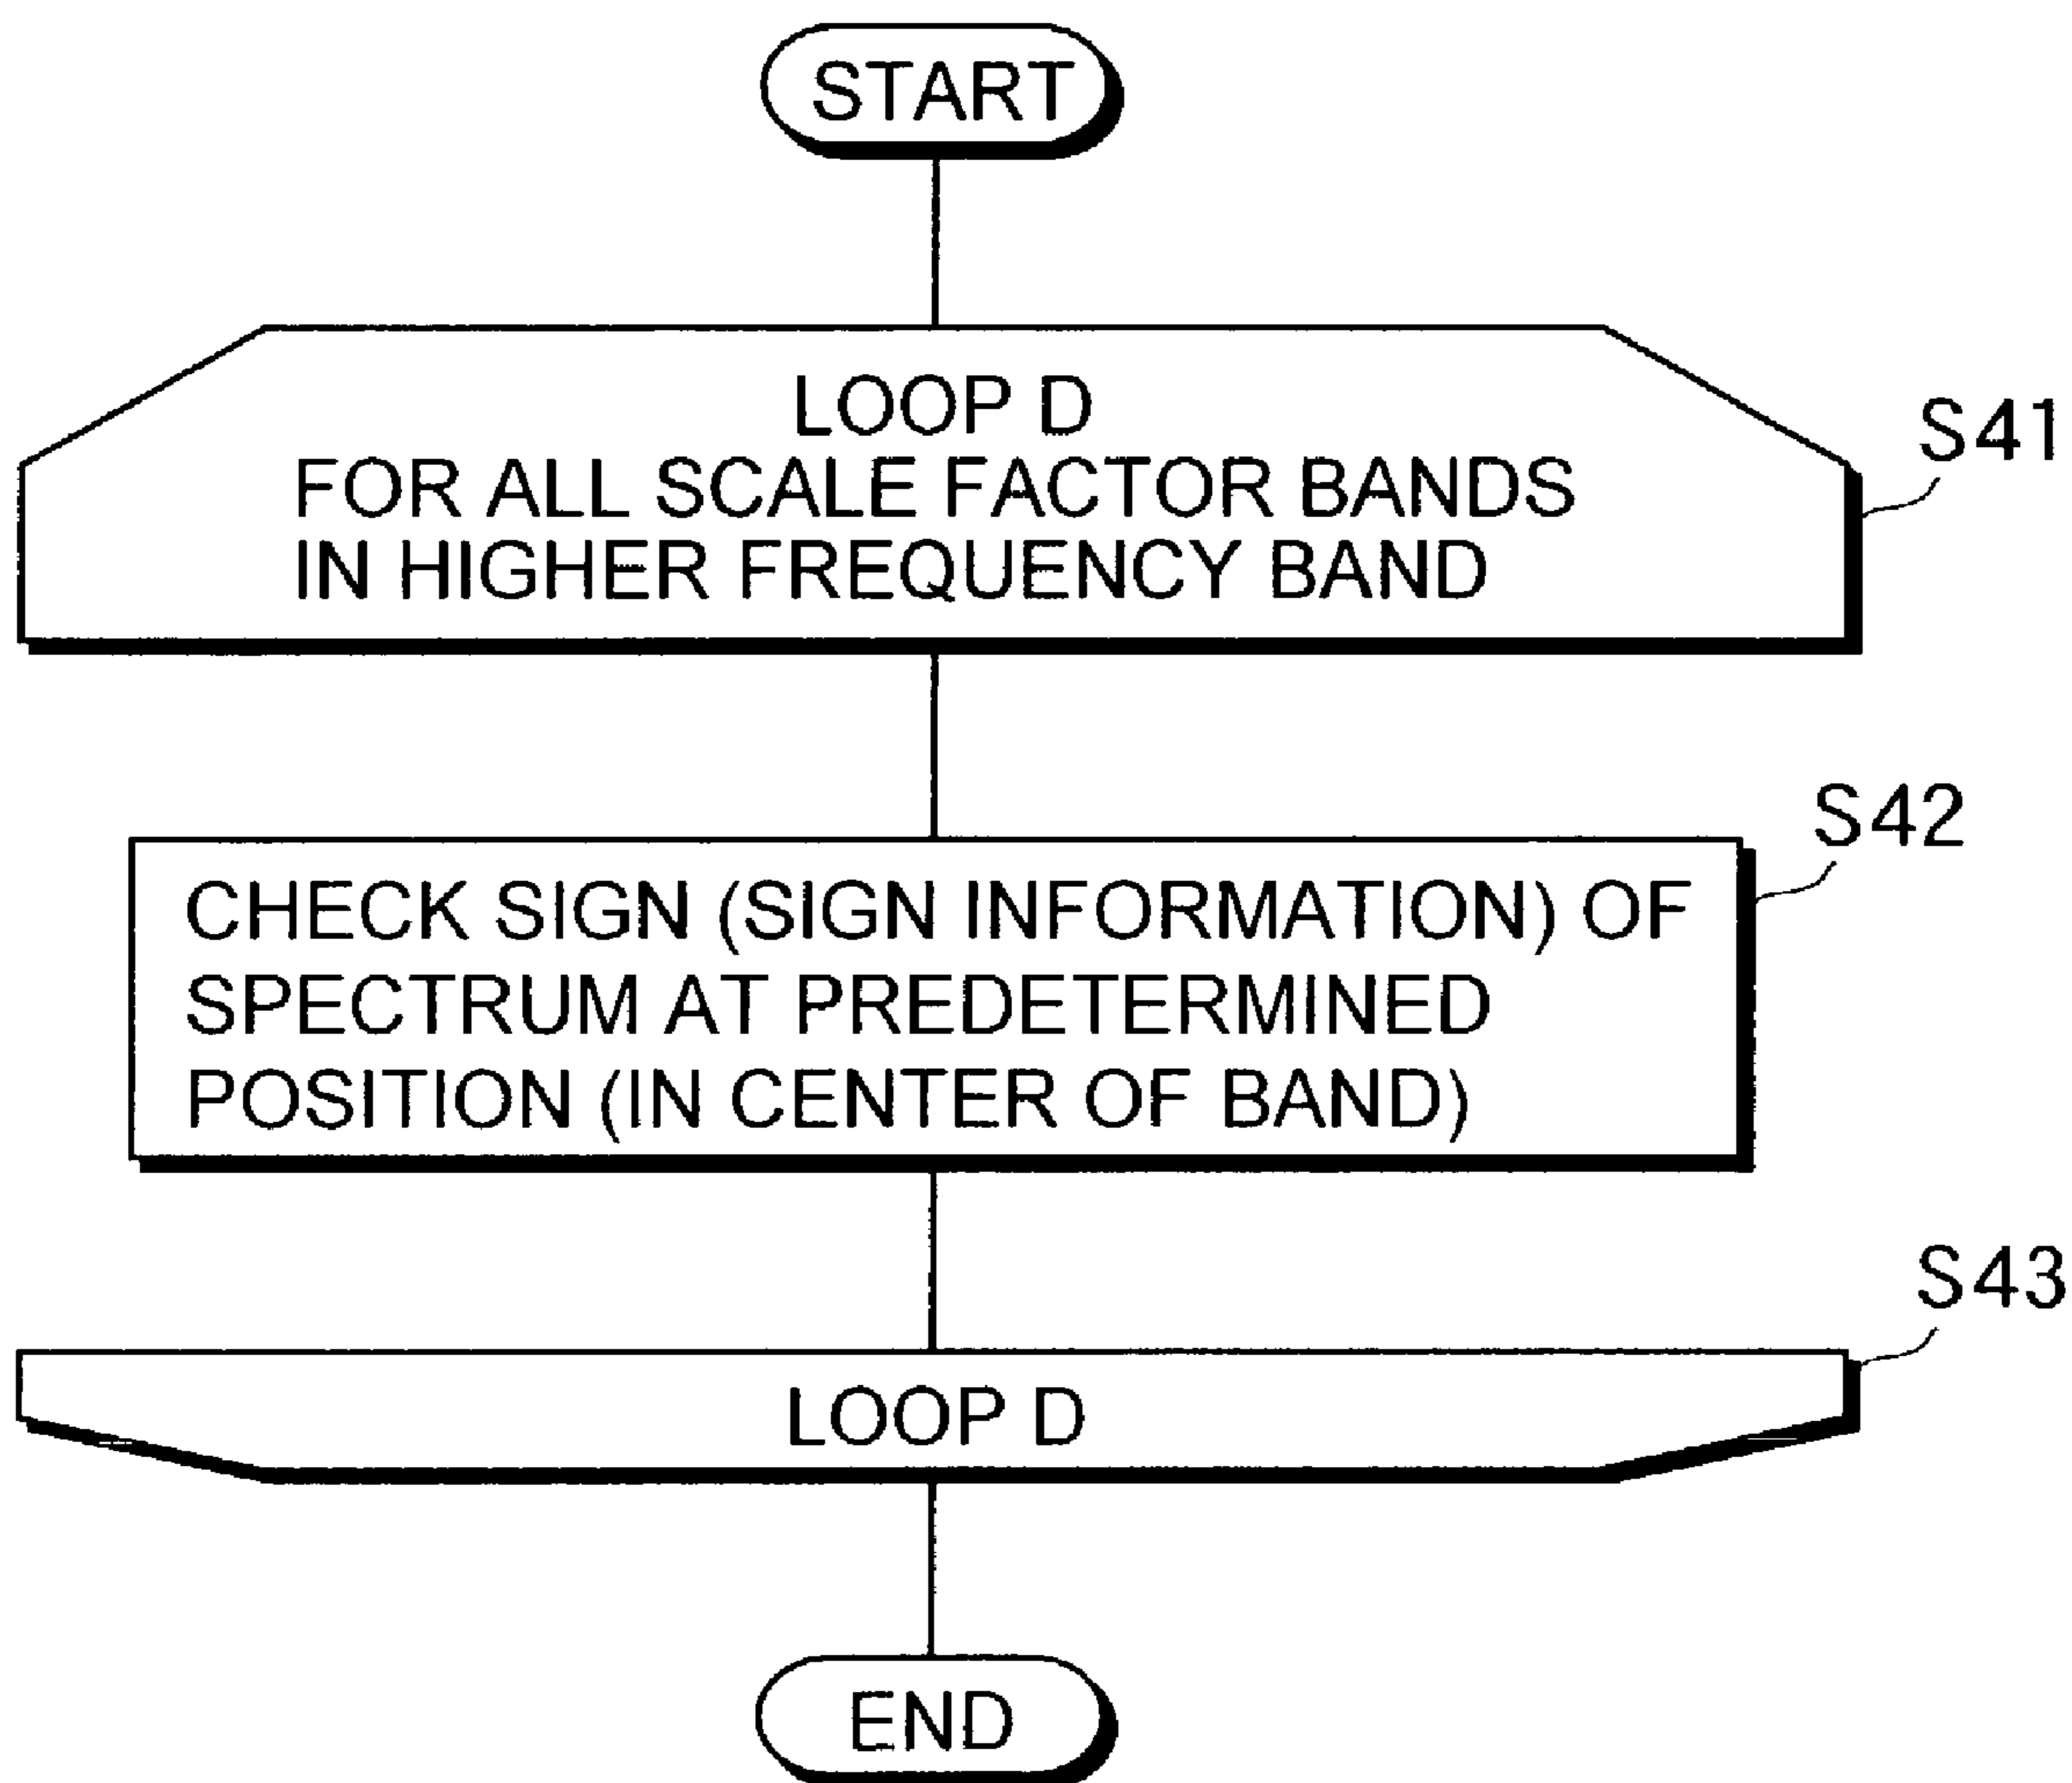 START
LOOP D
FOR ALL SCALE FACTOR BANDS
IN HIGHER FREQUENCY BAND
S41
S42
CHECK SIGN (SIGN INFORMATION) OF
SPECTRUM AT PREDETERMINED
POSITION (IN CENTER OF BAND)
S43
LOOP D
END